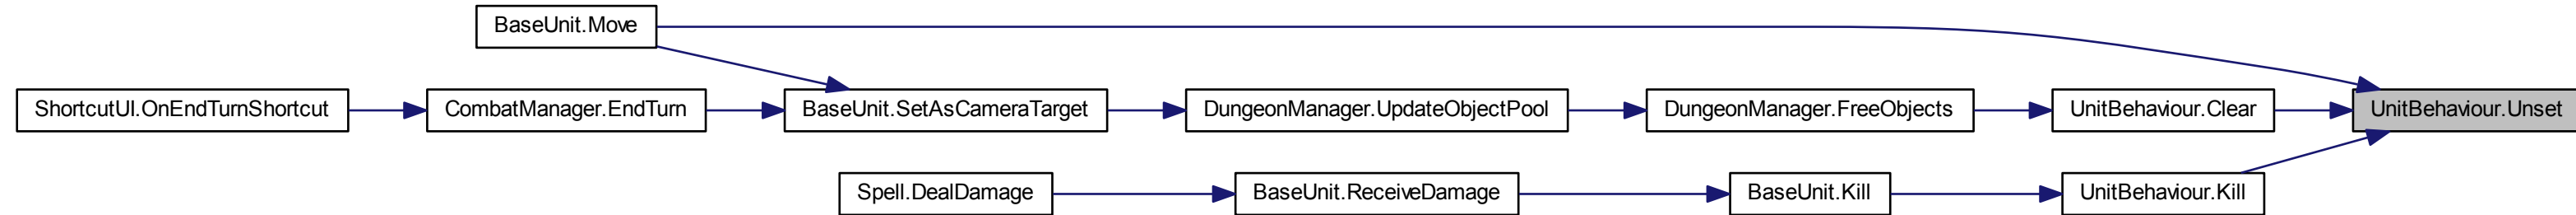 BaseUnit.Move
ShortcutUI.OnEndTurnShortcut
CombatManager.EndTurn
BaseUnit.SetAsCameraTarget
DungeonManager.UpdateObjectPool
DungeonManager.FreeObjects
UnitBehaviour.Clear
UnitBehaviour.Unset
Spell.DealDamage
BaseUnit.ReceiveDamage
BaseUnit.Kill
UnitBehaviour.Kill